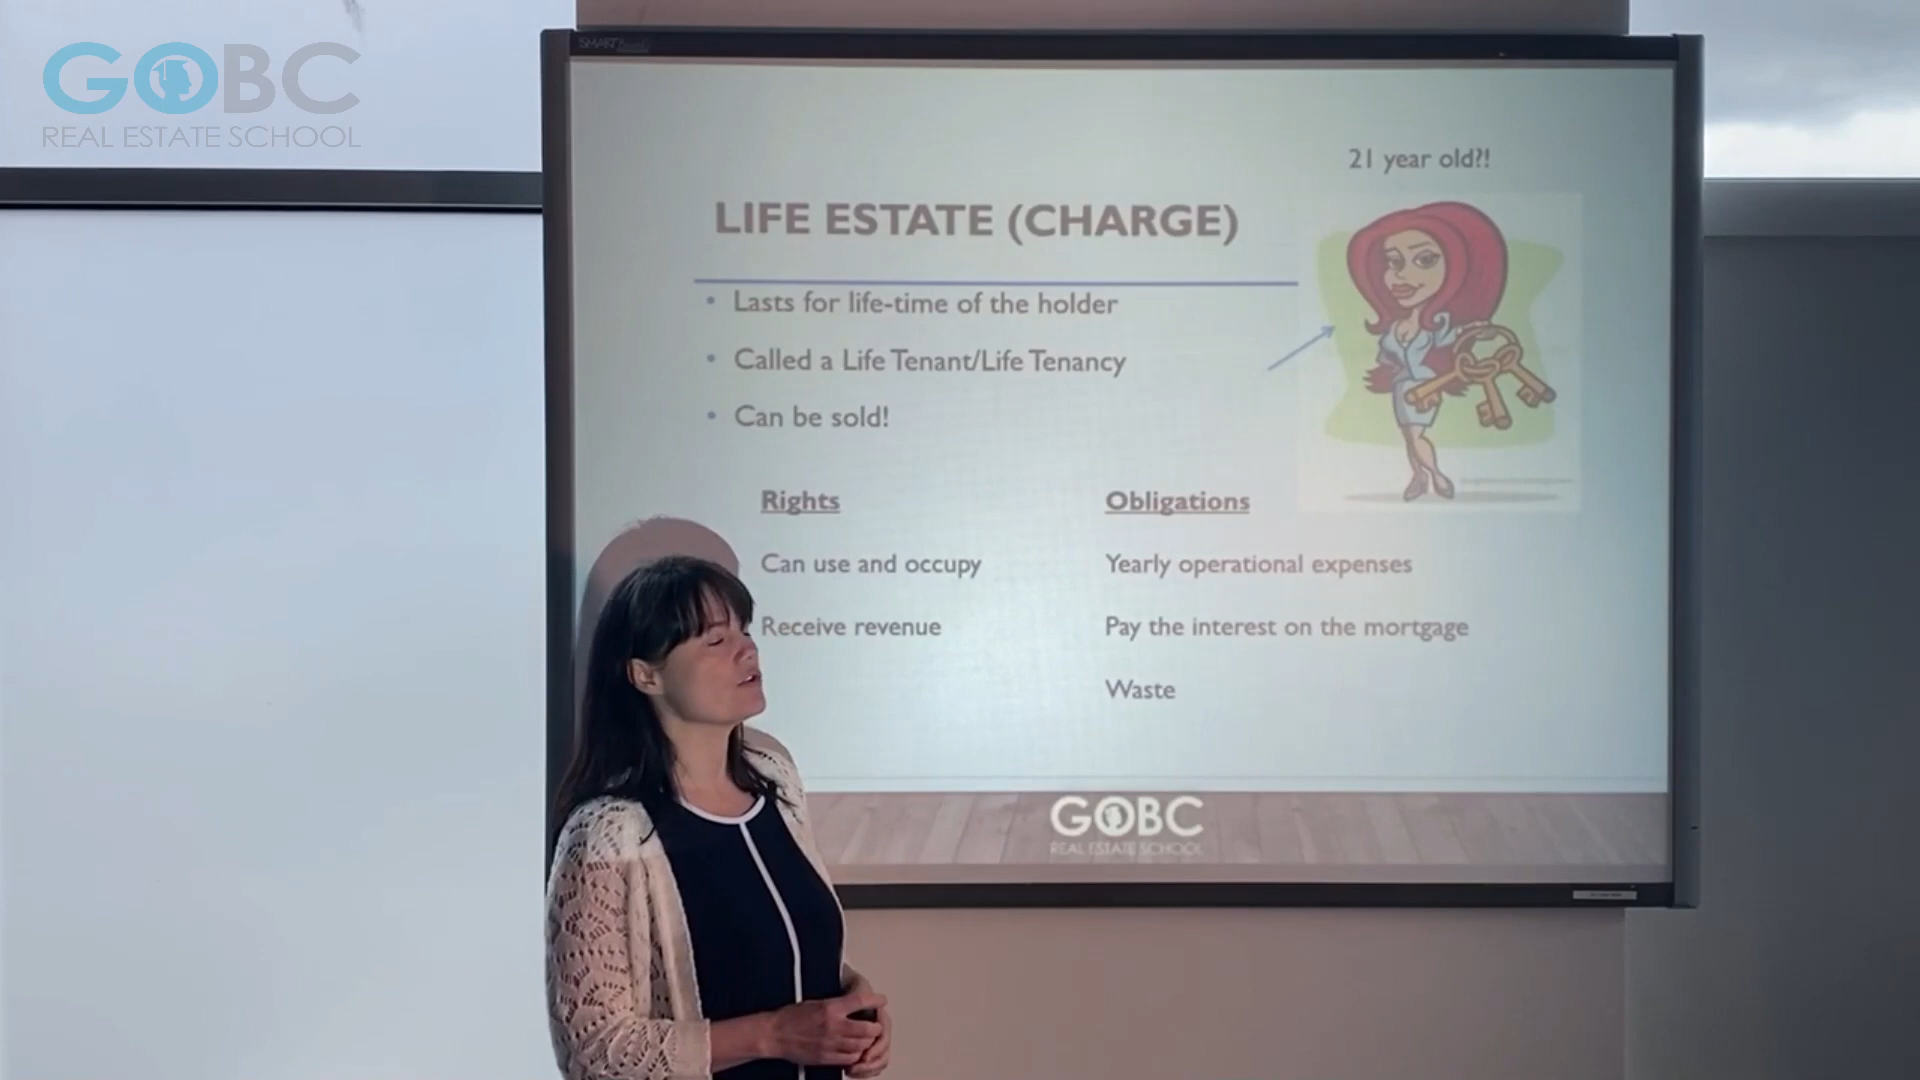 GOBC
REAL ESTATE SCHOOL
SMART
21 year old?!
LIFE ESTATE (CHARGE)
• Lasts for life-time of the holder
• Called a Life Tenant/Life Tenancy
• Can be sold!
Rights
Obligations
Can use and occupy
Yearly operational expenses
Receive revenue
Pay the interest on the mortgage
Waste
GOBC
REAL ESTATE SCHOOL